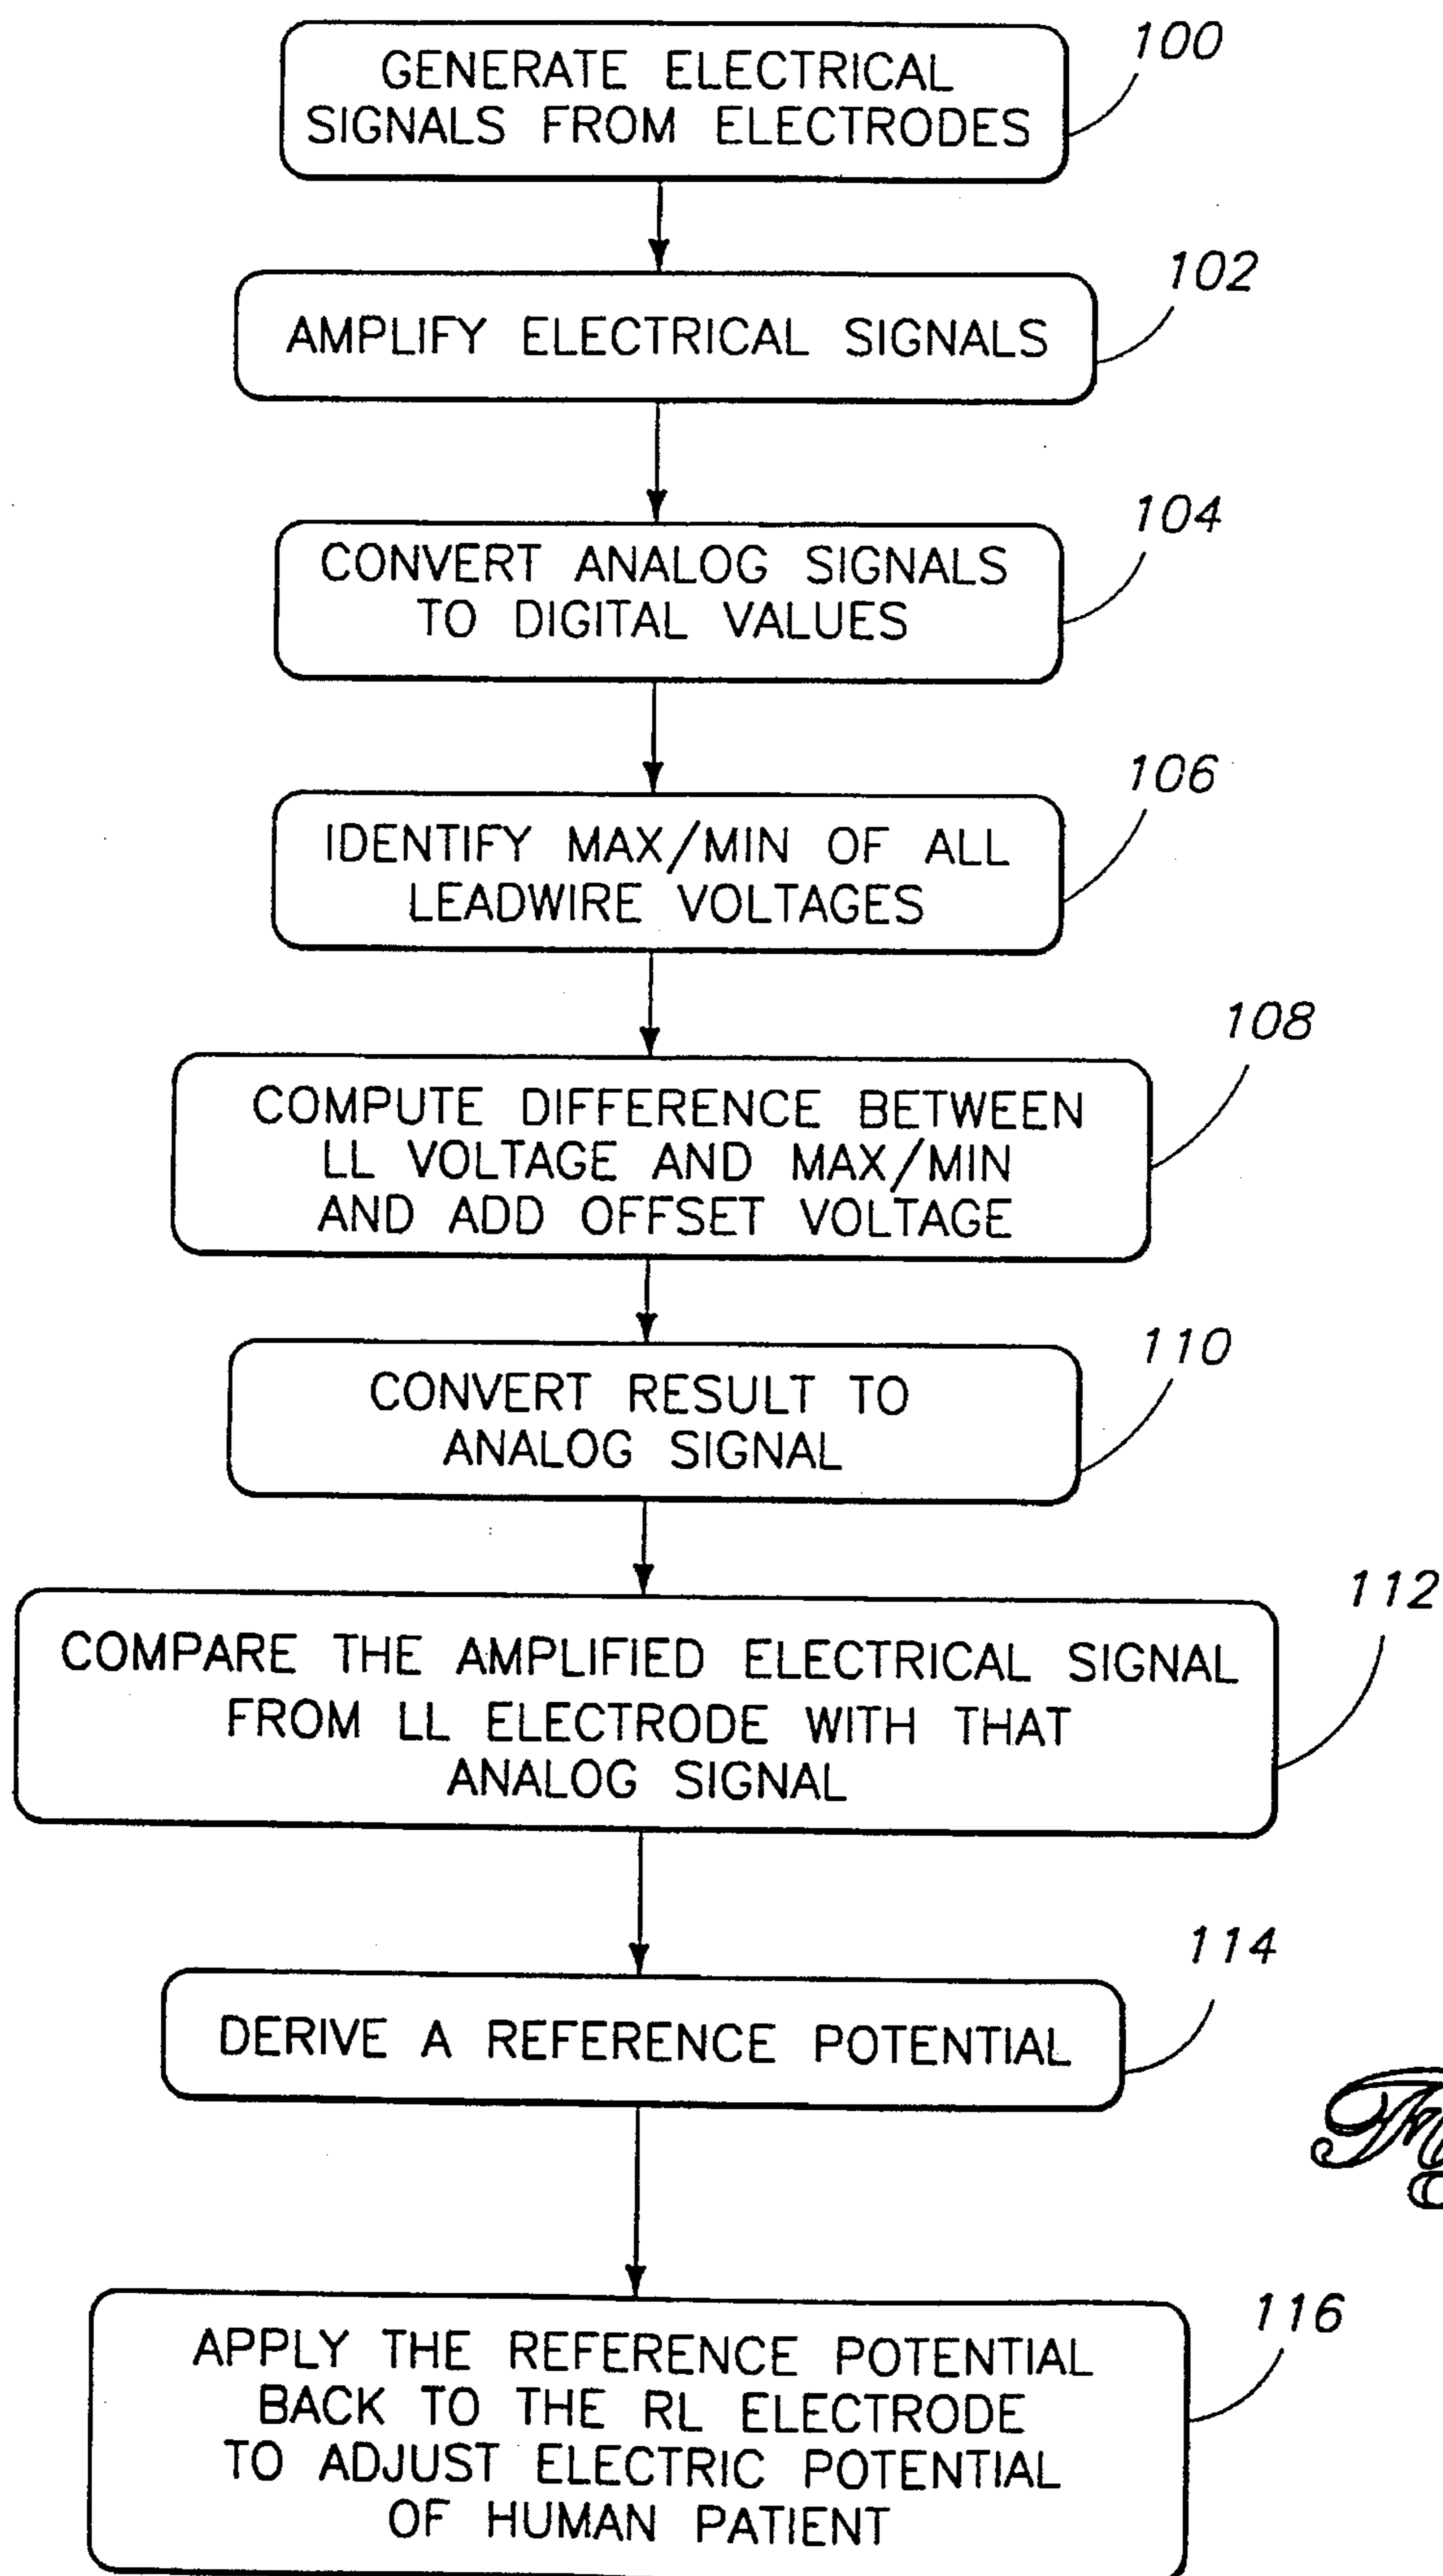 GENERATE ELECTRICAL
SIGNALS FROM ELECTRODES
100
AMPLIFY ELECTRICAL SIGNALS
102
CONVERT ANALOG SIGNALS
TO DIGITAL VALUES
104
IDENTIFY MAX/MIN OF ALL
LEADWIRE VOLTAGES
106
COMPUTE DIFFERENCE BETWEEN
LL VOLTAGE AND MAX/MIN
AND ADD OFFSET VOLTAGE
108
CONVERT RESULT TO
ANALOG SIGNAL
110
COMPARE THE AMPLIFIED ELECTRICAL SIGNAL
FROM LL ELECTRODE WITH THAT
ANALOG SIGNAL
112
DERIVE A REFERENCE POTENTIAL
114
APPLY THE REFERENCE POTENTIAL
BACK TO THE RL ELECTRODE
TO ADJUST ELECTRIC POTENTIAL
OF HUMAN PATIENT
116